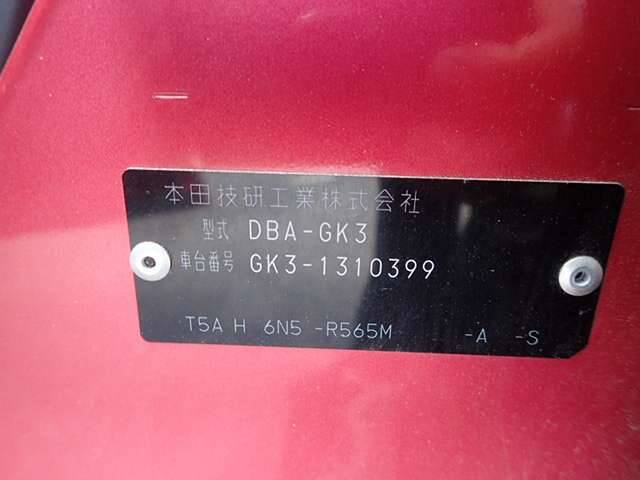 本田技研工業株式会社
型式 DBA-GK3
車台番号 GK3-1310399
T5A H 6N5 -R565M -A -S